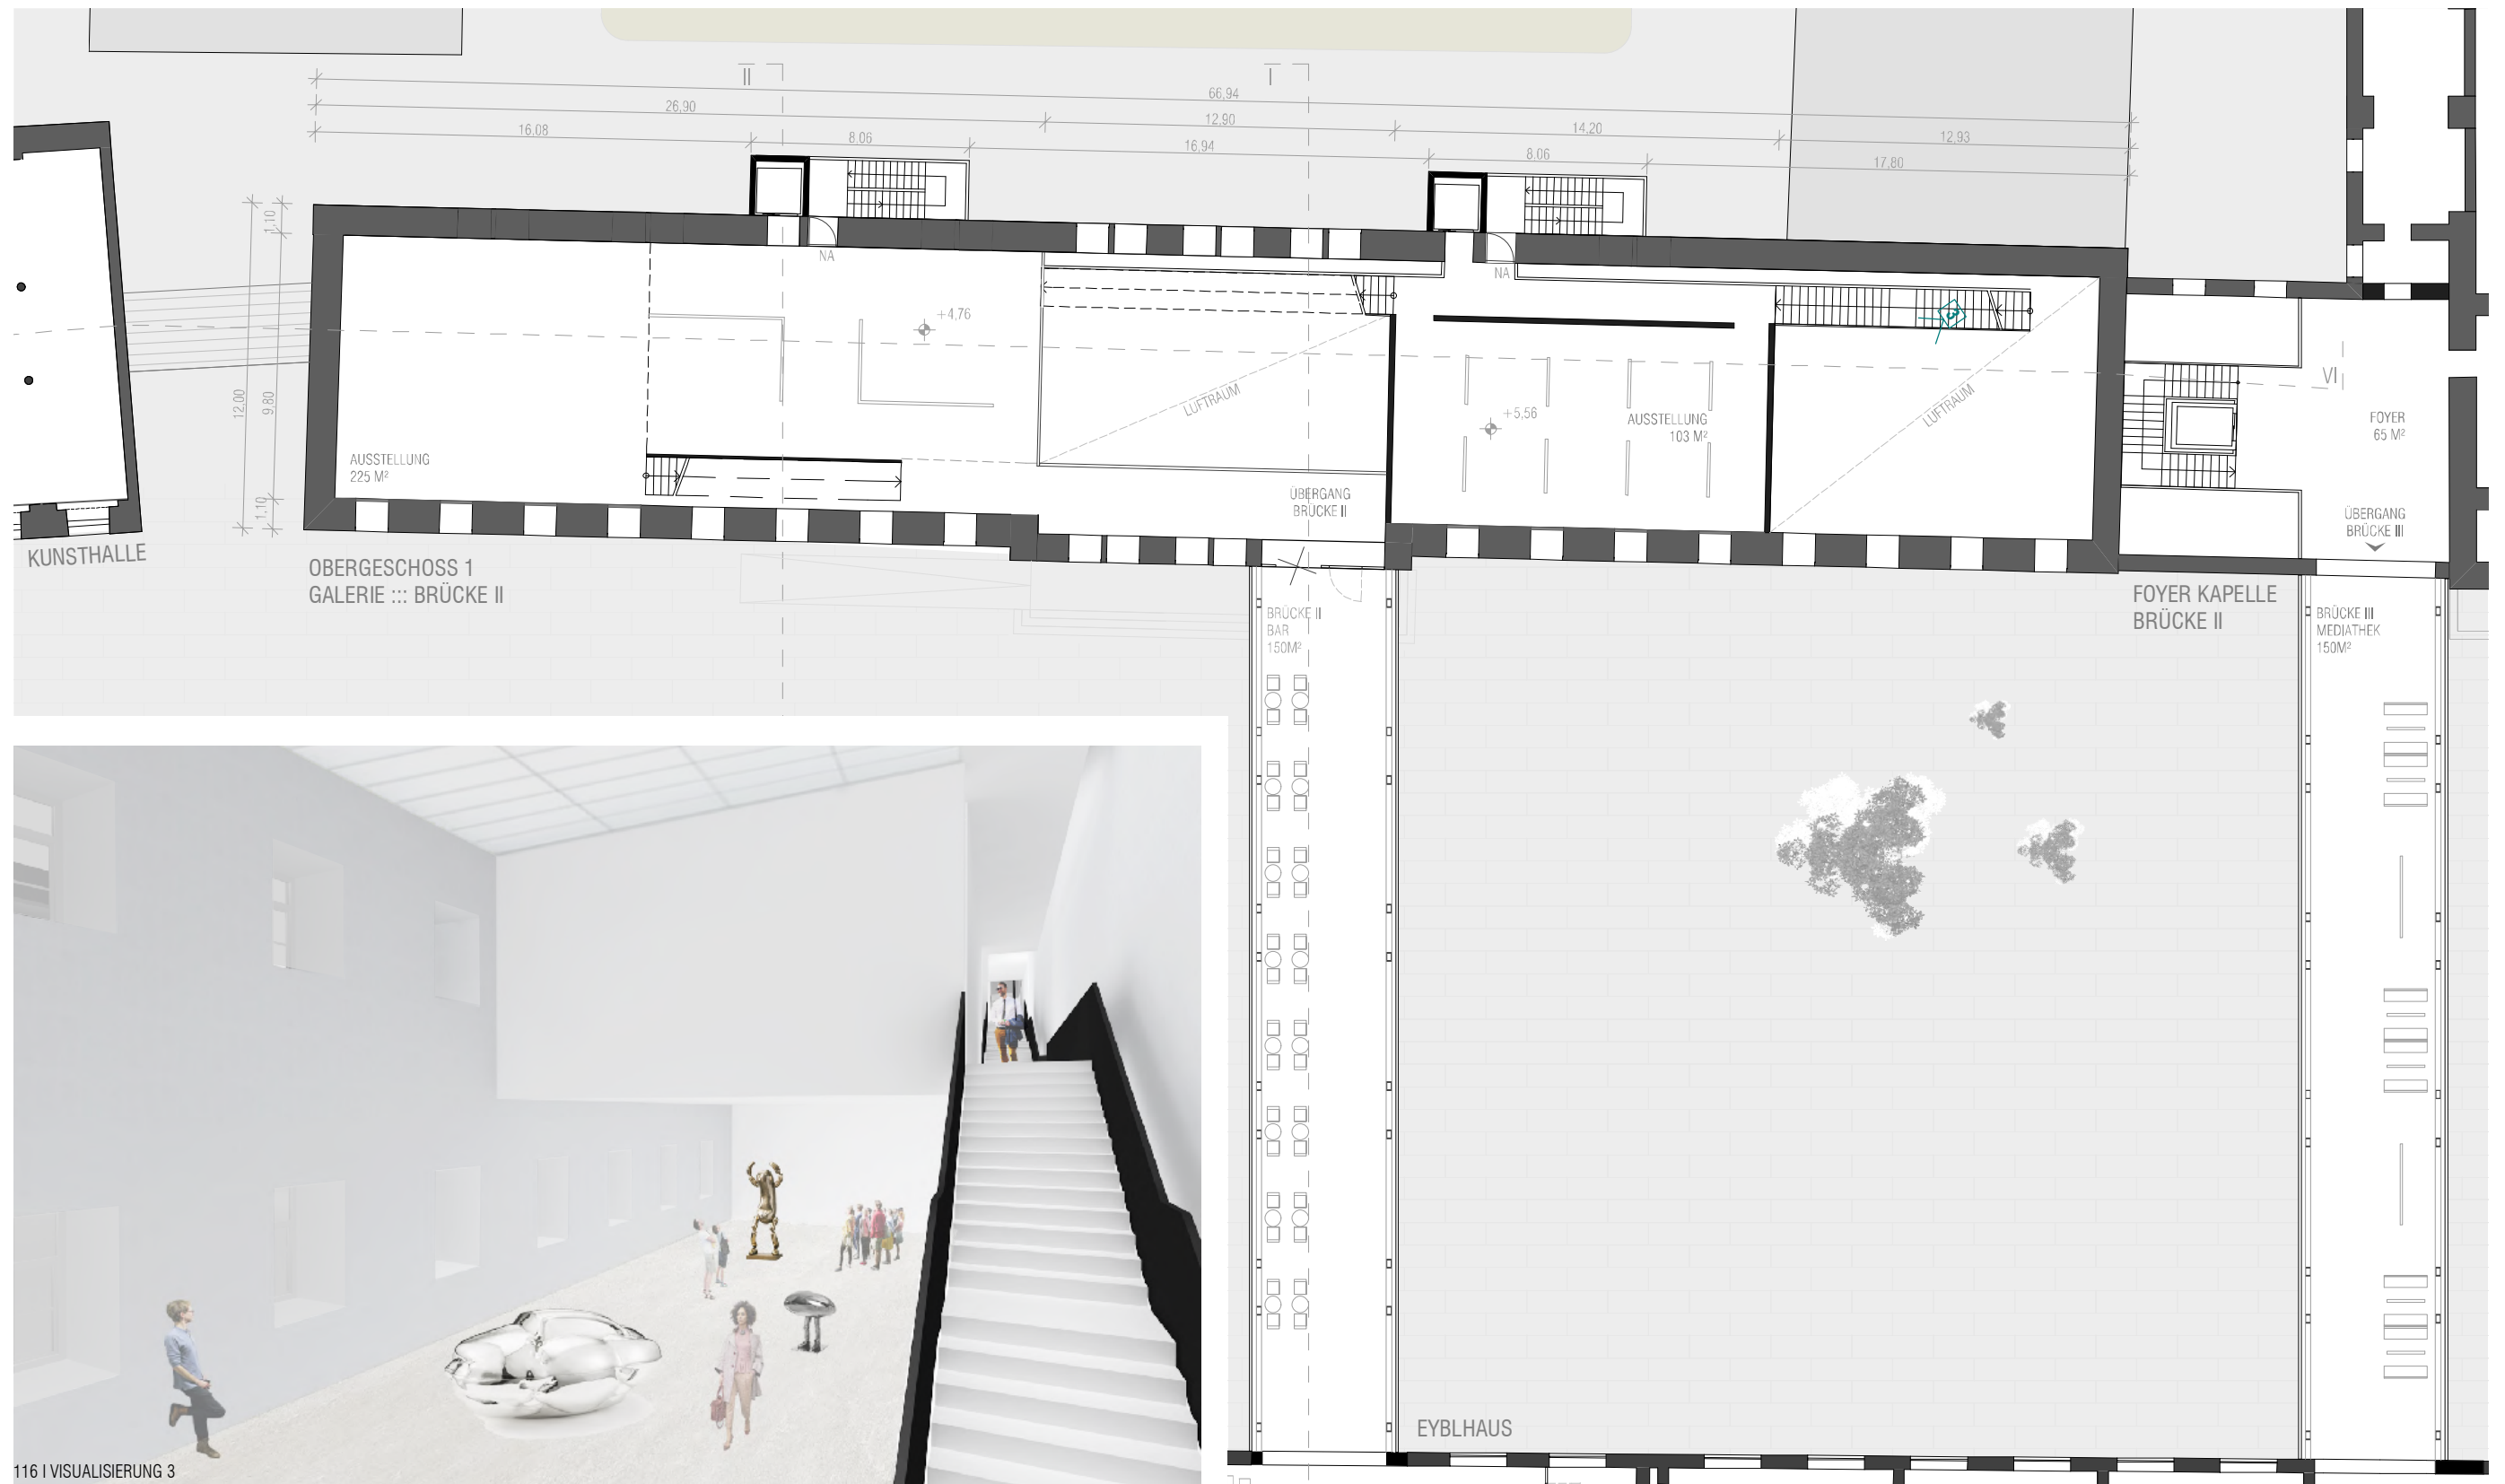 II
I
66,94
26,90
12,90
14,20
12,93
16,08
8.06
16,94
8.06
17,80
1,10
12,00
9,80
1,10
NA
NA
+4,76
LUFTRAUM
+5,56
AUSSTELLUNG
103 M²
LUFTRAUM
3
VI
FOYER
65 M²
AUSSTELLUNG
225 M²
ÜBERGANG
BRÜCKE II
ÜBERGANG
BRÜCKE III
KUNSTHALLE
OBERGESCHOSS 1
GALERIE ::: BRÜCKE II
FOYER KAPELLE
BRÜCKE II
BRÜCKE II
BAR
150M²
BRÜCKE III
MEDIATHEK
150M²
EYBLHAUS
116 I VISUALISIERUNG 3